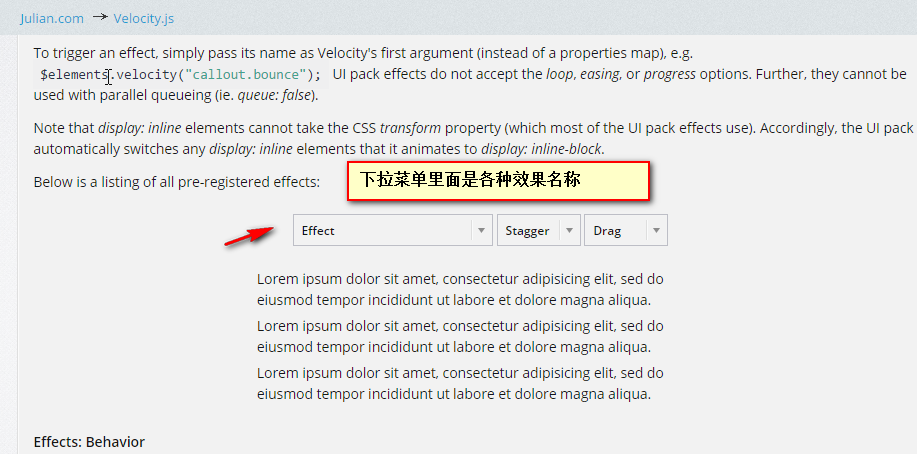 Julian.com → Velocity.js
To trigger an effect, simply pass its name as Velocity's first argument (instead of a properties map), e.g.
$elements.velocity("callout.bounce"); UI pack effects do not accept the loop, easing, or progress options. Further, they cannot be
used with parallel queueing (ie. queue: false).
Note that display: inline elements cannot take the CSS transform property (which most of the UI pack effects use). Accordingly, the UI pack
automatically switches any display: inline elements that it animates to display: inline-block.
Below is a listing of all pre-registered effects:
下拉菜单里面是各种效果名称
Effect Stagger Drag
Lorem ipsum dolor sit amet, consectetur adipisicing elit, sed do
eiusmod tempor incididunt ut labore et dolore magna aliqua.
Lorem ipsum dolor sit amet, consectetur adipisicing elit, sed do
eiusmod tempor incididunt ut labore et dolore magna aliqua.
Lorem ipsum dolor sit amet, consectetur adipisicing elit, sed do
eiusmod tempor incididunt ut labore et dolore magna aliqua.
Effects: Behavior